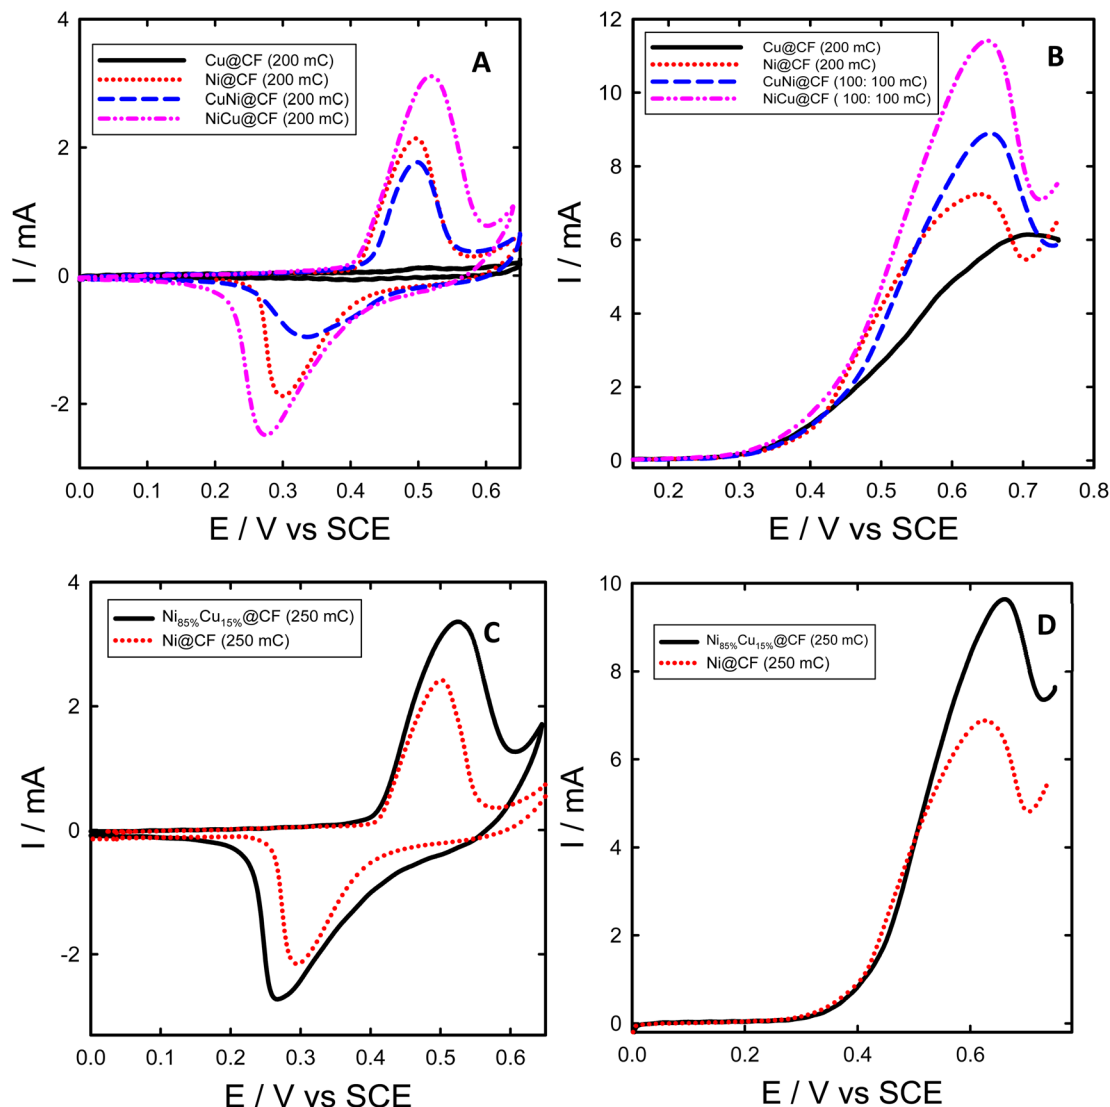 A
Cu@CF (200 mC)
Ni@CF (200 mC)
CuNi@CF (200 mC)
NiCu@CF (200 mC)
4
2
0
-2
I / mA
0.0 0.1 0.2 0.3 0.4 0.5 0.6
E / V vs SCE
B
Cu@CF (200 mC)
Ni@CF (200 mC)
CuNi@CF (100: 100 mC)
NiCu@CF ( 100: 100 mC)
12
10
8
6
4
2
0
I / mA
0.2 0.3 0.4 0.5 0.6 0.7 0.8
E / V vs SCE
C
Ni85%Cu15%@CF (250 mC)
Ni@CF (250 mC)
4
2
0
-2
I / mA
0.0 0.1 0.2 0.3 0.4 0.5 0.6
E / V vs SCE
D
Ni85%Cu15%@CF (250 mC)
Ni@CF (250 mC)
10
8
6
4
2
0
I / mA
0.0 0.2 0.4 0.6
E / V vs SCE